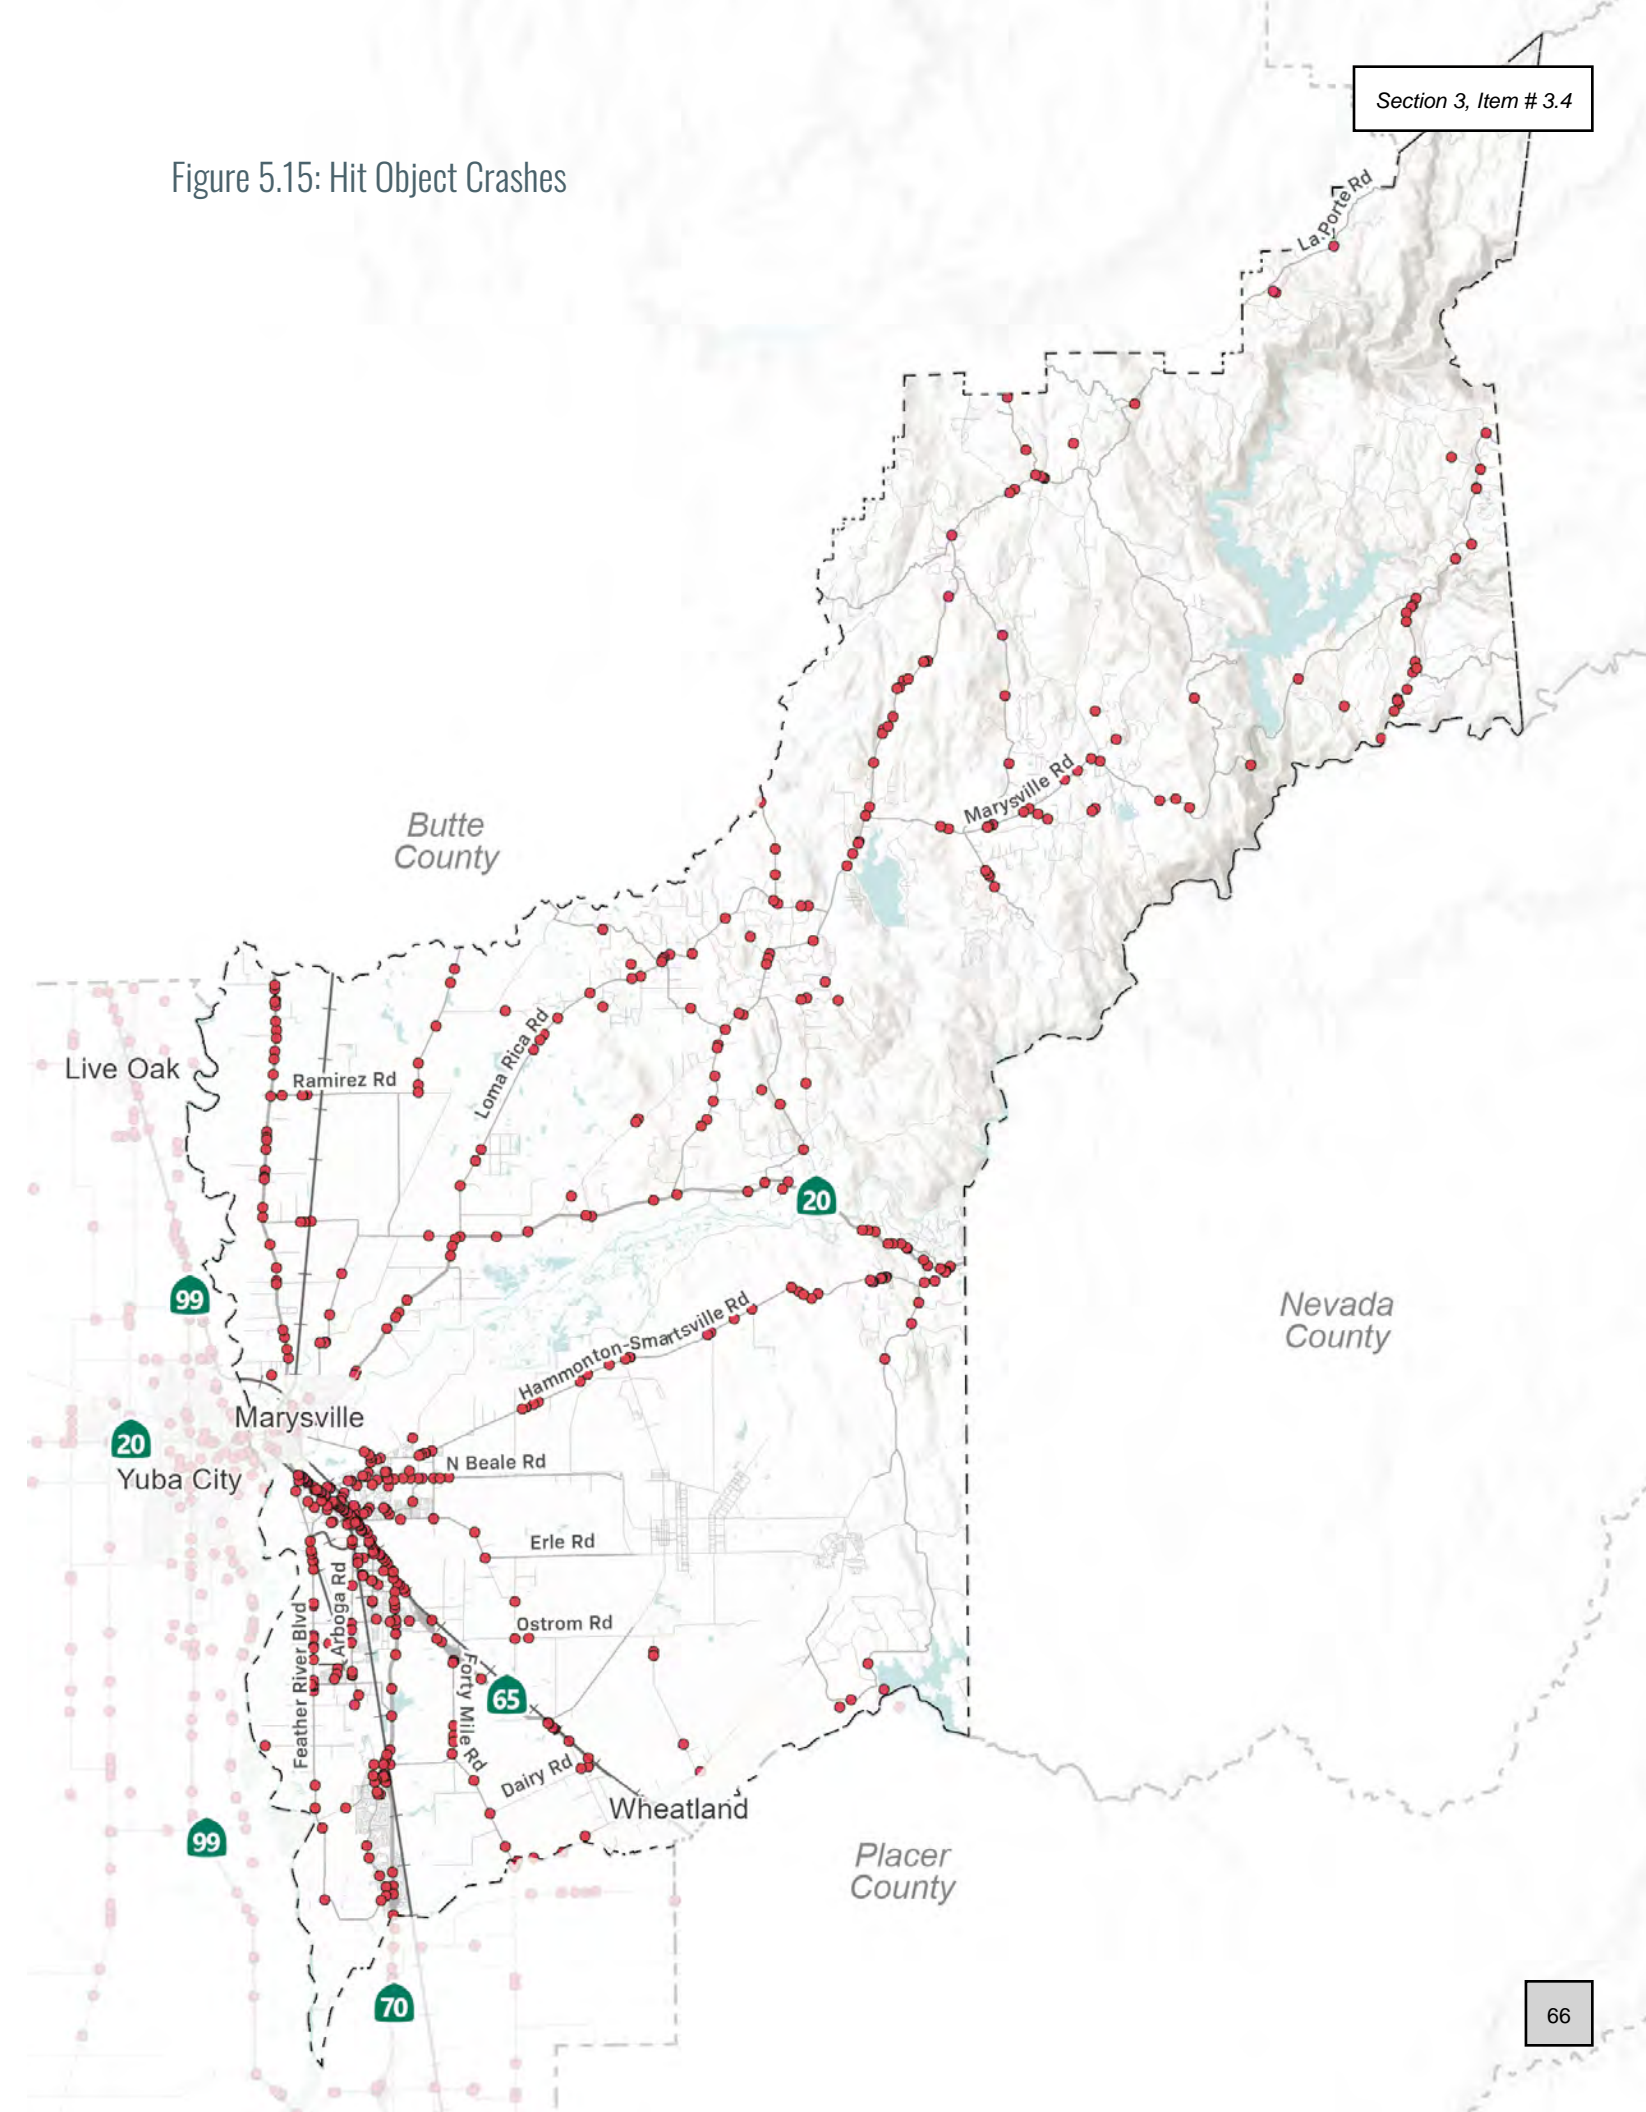 Section 3, Item # 3.4
Figure 5.15: Hit Object Crashes
La Porte Rd
Marysville Rd
Butte
County
Loma Rica Rd
Live Oak
Ramirez Rd
20
99
Hammonton-Smartsville Rd
Nevada
County
Marysville
20
N Beale Rd
Yuba City
Erle Rd
Arboga Rd
Ostrom Rd
Feather River Blvd
Forty Mile Rd
65
Dairy Rd
Wheatland
99
Placer
County
70
66